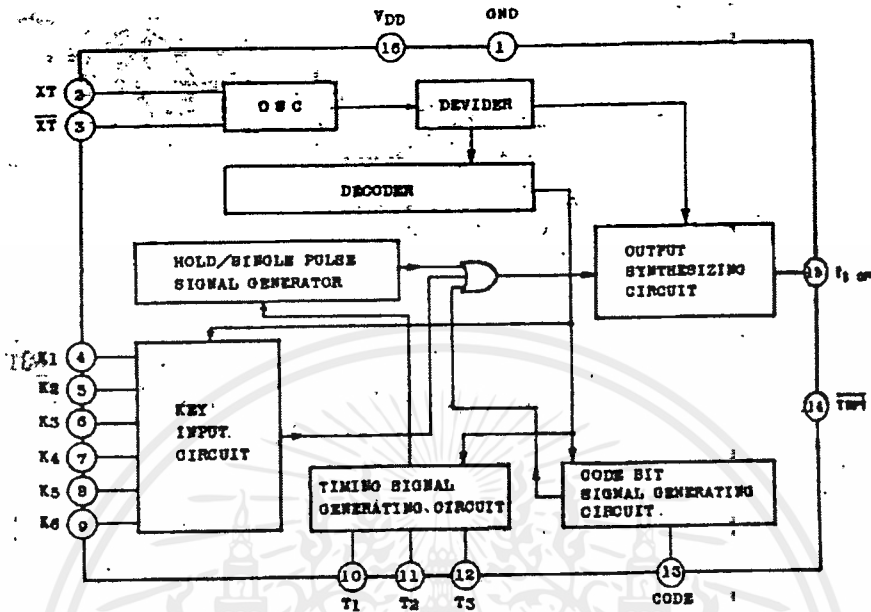 VDD GND
16 1
XT 2
XT 3
OSC
DEVIDER
DECODER
HOLD/SINGLE PULSE
SIGNAL GENERATOR
OUTPUT
SYNTHESIZING
CIRCUIT
15
K1 4
K2 5
K3 6
K4 7
K5 8
K6 9
KEY
INPUT
CIRCUIT
14
TIMING SIGNAL
GENERATING CIRCUIT
CODE BIT
SIGNAL GENERATING
CIRCUIT
10 11 12 13
T1 T2 T3 CODE